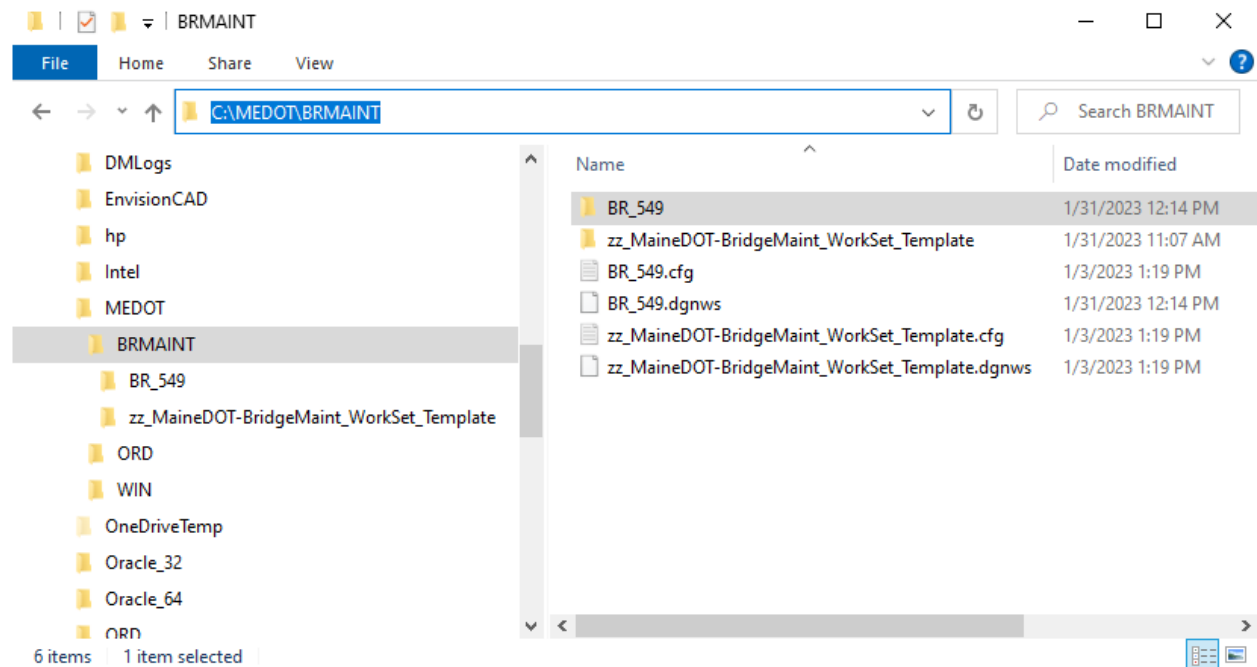 BRMAINT
File Home Share View
C:\MEDOT\BRMAINT
Search BRMAINT
DMLogs
EnvisionCAD
hp
Intel
MEDOT
BRMAINT
BR_549
zz_MaineDOT-BridgeMaint_WorkSet_Template
ORD
WIN
OneDriveTemp
Oracle_32
Oracle_64
ORD
Name Date modified
BR_549 1/31/2023 12:14 PM
zz_MaineDOT-BridgeMaint_WorkSet_Template 1/31/2023 11:07 AM
BR_549.cfg 1/3/2023 1:19 PM
BR_549.dgnws 1/31/2023 12:14 PM
zz_MaineDOT-BridgeMaint_WorkSet_Template.cfg 1/3/2023 1:19 PM
zz_MaineDOT-BridgeMaint_WorkSet_Template.dgnws 1/3/2023 1:19 PM
6 items 1 item selected